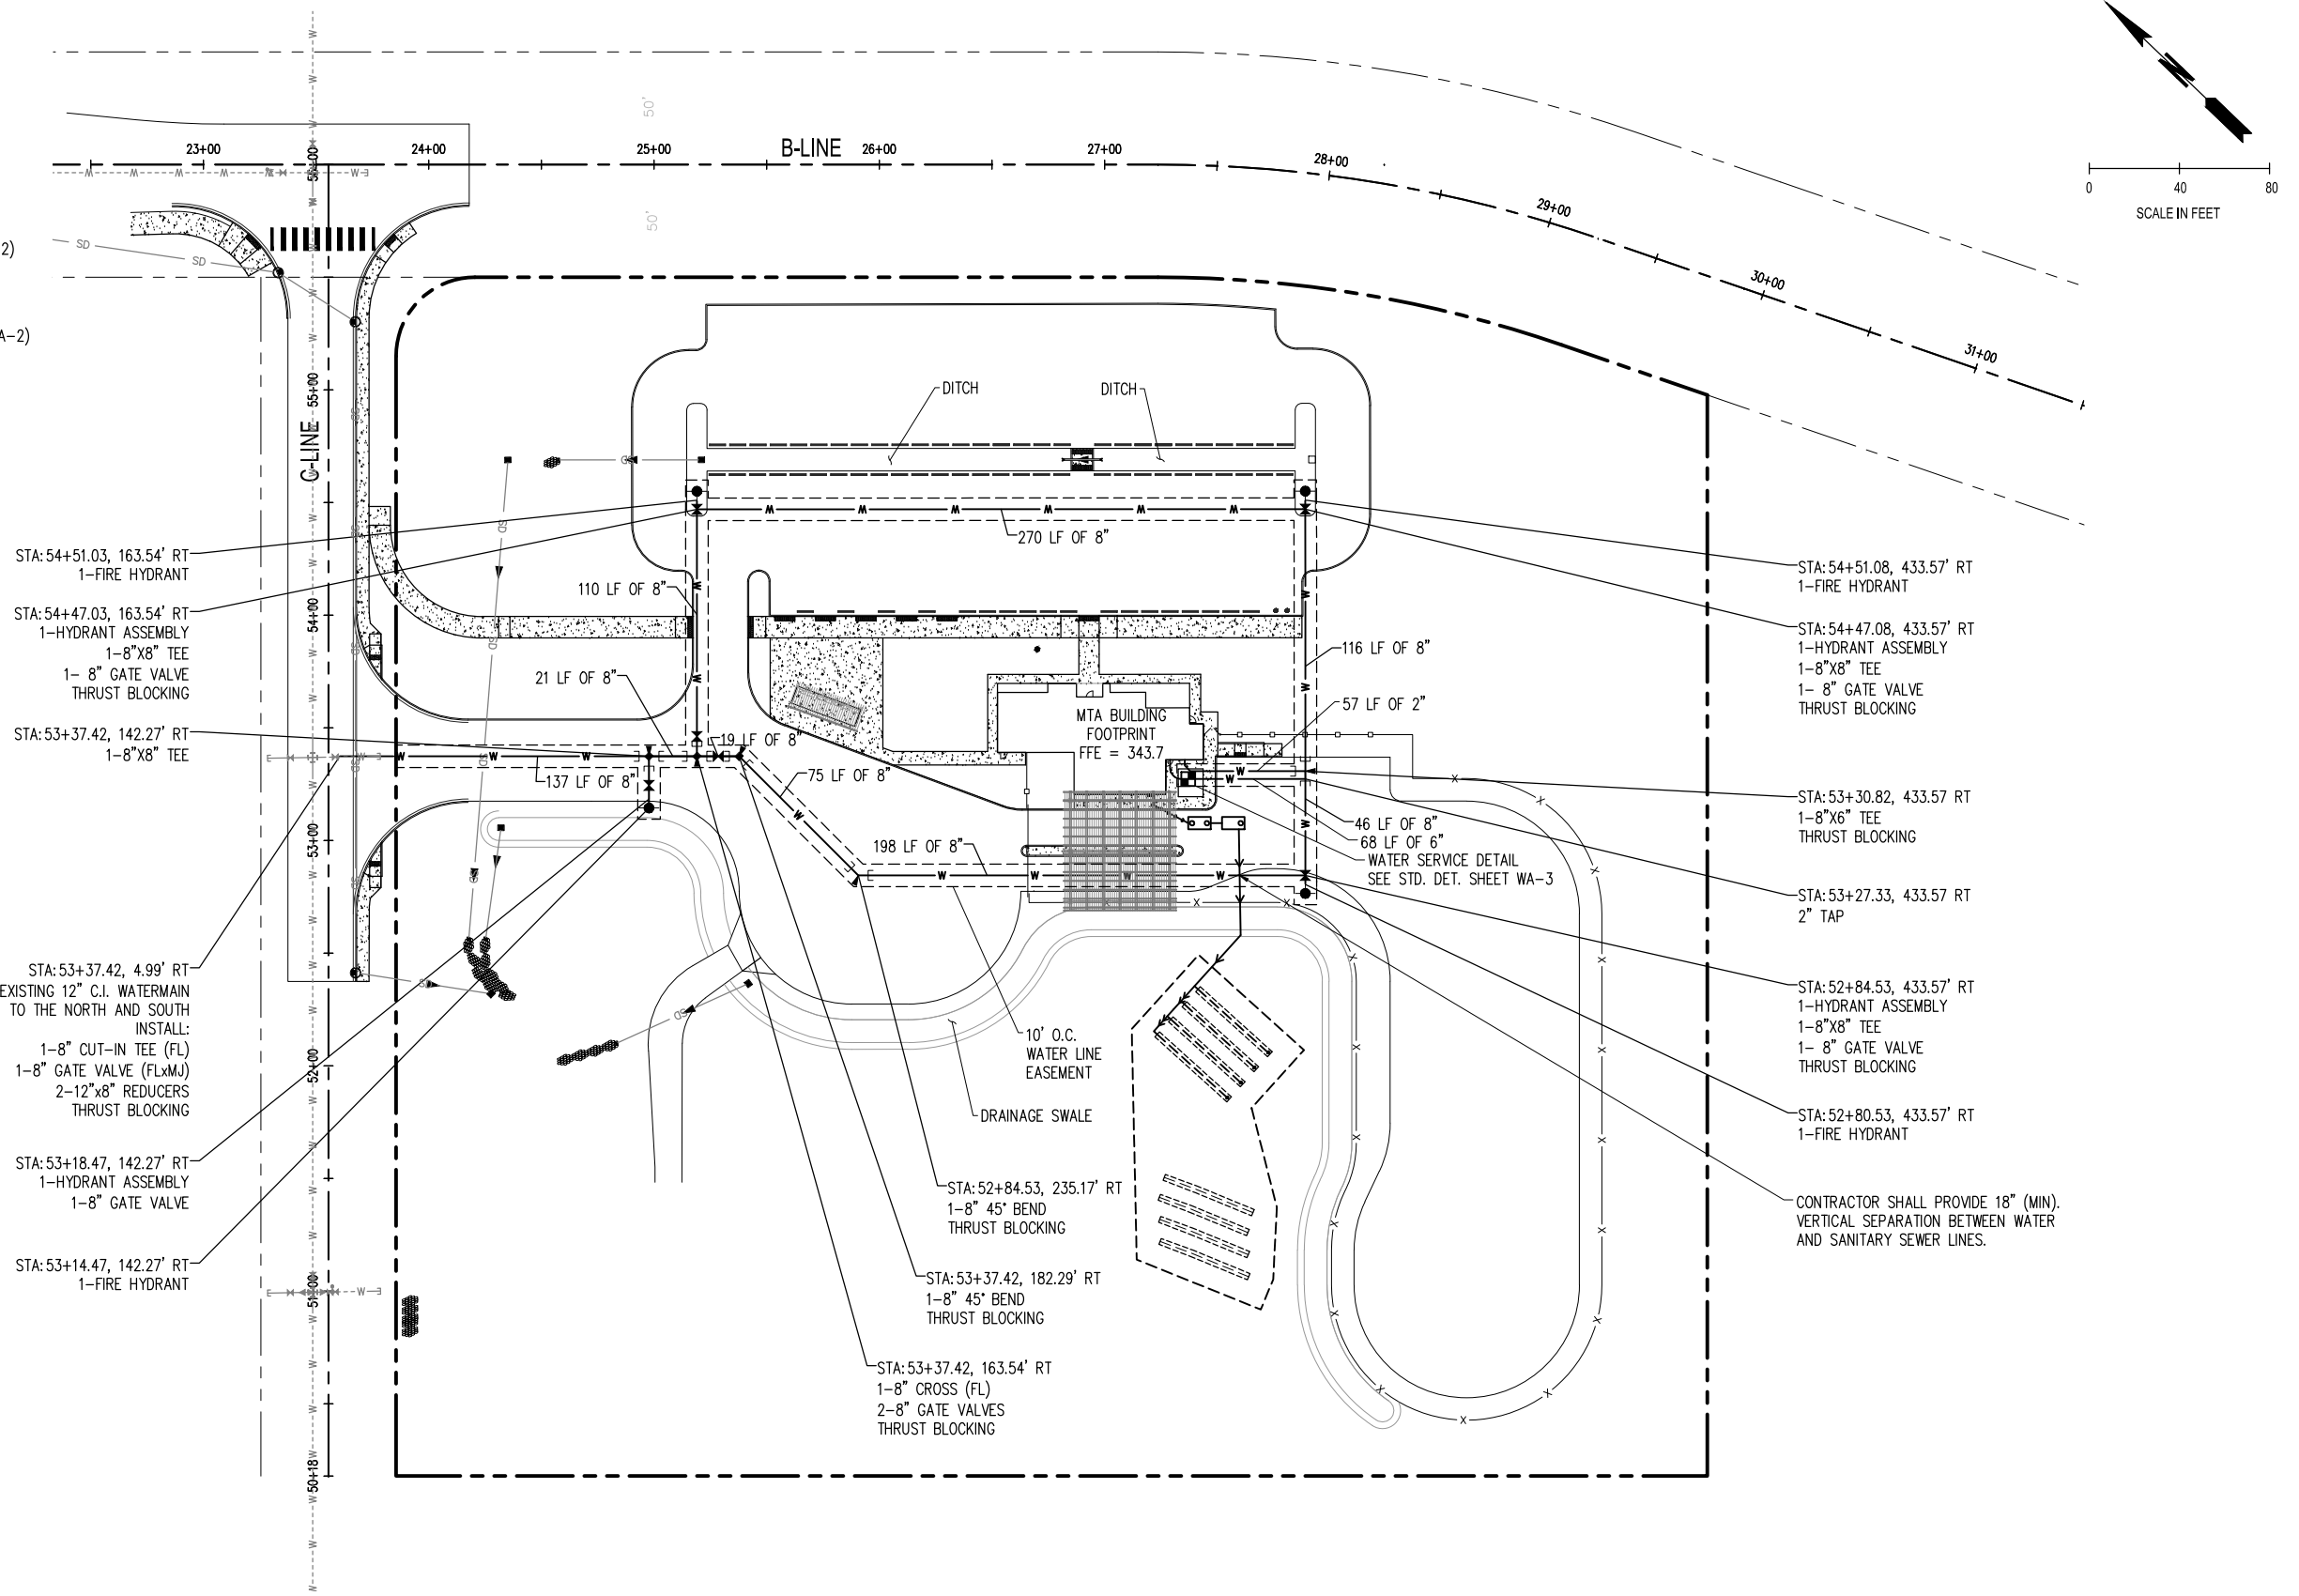 50'
B-LINE
23+00
24+00
25+00
26+00
27+00
28+00
29+00
30+00
31+00
N
0 40 80
SCALE IN FEET
50'
2)
A-2)
SD
SD
C-LINE
55+00
54+00
53+00
52+00
51+00
50+18
DITCH
DITCH
270 LF OF 8"
110 LF OF 8"
21 LF OF 8"
19 LF OF 8"
137 LF OF 8"
75 LF OF 8"
198 LF OF 8"
116 LF OF 8"
57 LF OF 2"
46 LF OF 8"
68 LF OF 6"
WATER SERVICE DETAIL
SEE STD. DET. SHEET WA-3
MTA BUILDING
FOOTPRINT
FFE = 343.7
10' O.C.
WATER LINE
EASEMENT
DRAINAGE SWALE
STA: 54+51.03, 163.54' RT
1-FIRE HYDRANT
STA: 54+47.03, 163.54' RT
1-HYDRANT ASSEMBLY
1-8"X8" TEE
1- 8" GATE VALVE
THRUST BLOCKING
STA: 53+37.42, 142.27' RT
1-8"X8" TEE
STA: 53+37.42, 4.99' RT
EXISTING 12" C.I. WATERMAIN
TO THE NORTH AND SOUTH
INSTALL:
1-8" CUT-IN TEE (FL)
1-8" GATE VALVE (FLxMJ)
2-12"x8" REDUCERS
THRUST BLOCKING
STA: 53+18.47, 142.27' RT
1-HYDRANT ASSEMBLY
1-8" GATE VALVE
STA: 53+14.47, 142.27' RT
1-FIRE HYDRANT
STA: 52+84.53, 235.17' RT
1-8" 45° BEND
THRUST BLOCKING
STA: 53+37.42, 182.29' RT
1-8" 45° BEND
THRUST BLOCKING
STA: 53+37.42, 163.54' RT
1-8" CROSS (FL)
2-8" GATE VALVES
THRUST BLOCKING
STA: 54+51.08, 433.57' RT
1-FIRE HYDRANT
STA: 54+47.08, 433.57' RT
1-HYDRANT ASSEMBLY
1-8"X8" TEE
1- 8" GATE VALVE
THRUST BLOCKING
STA: 53+30.82, 433.57 RT
1-8"X6" TEE
THRUST BLOCKING
STA: 53+27.33, 433.57 RT
2" TAP
STA: 52+84.53, 433.57' RT
1-HYDRANT ASSEMBLY
1-8"X8" TEE
1- 8" GATE VALVE
THRUST BLOCKING
STA: 52+80.53, 433.57' RT
1-FIRE HYDRANT
CONTRACTOR SHALL PROVIDE 18" (MIN).
VERTICAL SEPARATION BETWEEN WATER
AND SANITARY SEWER LINES.